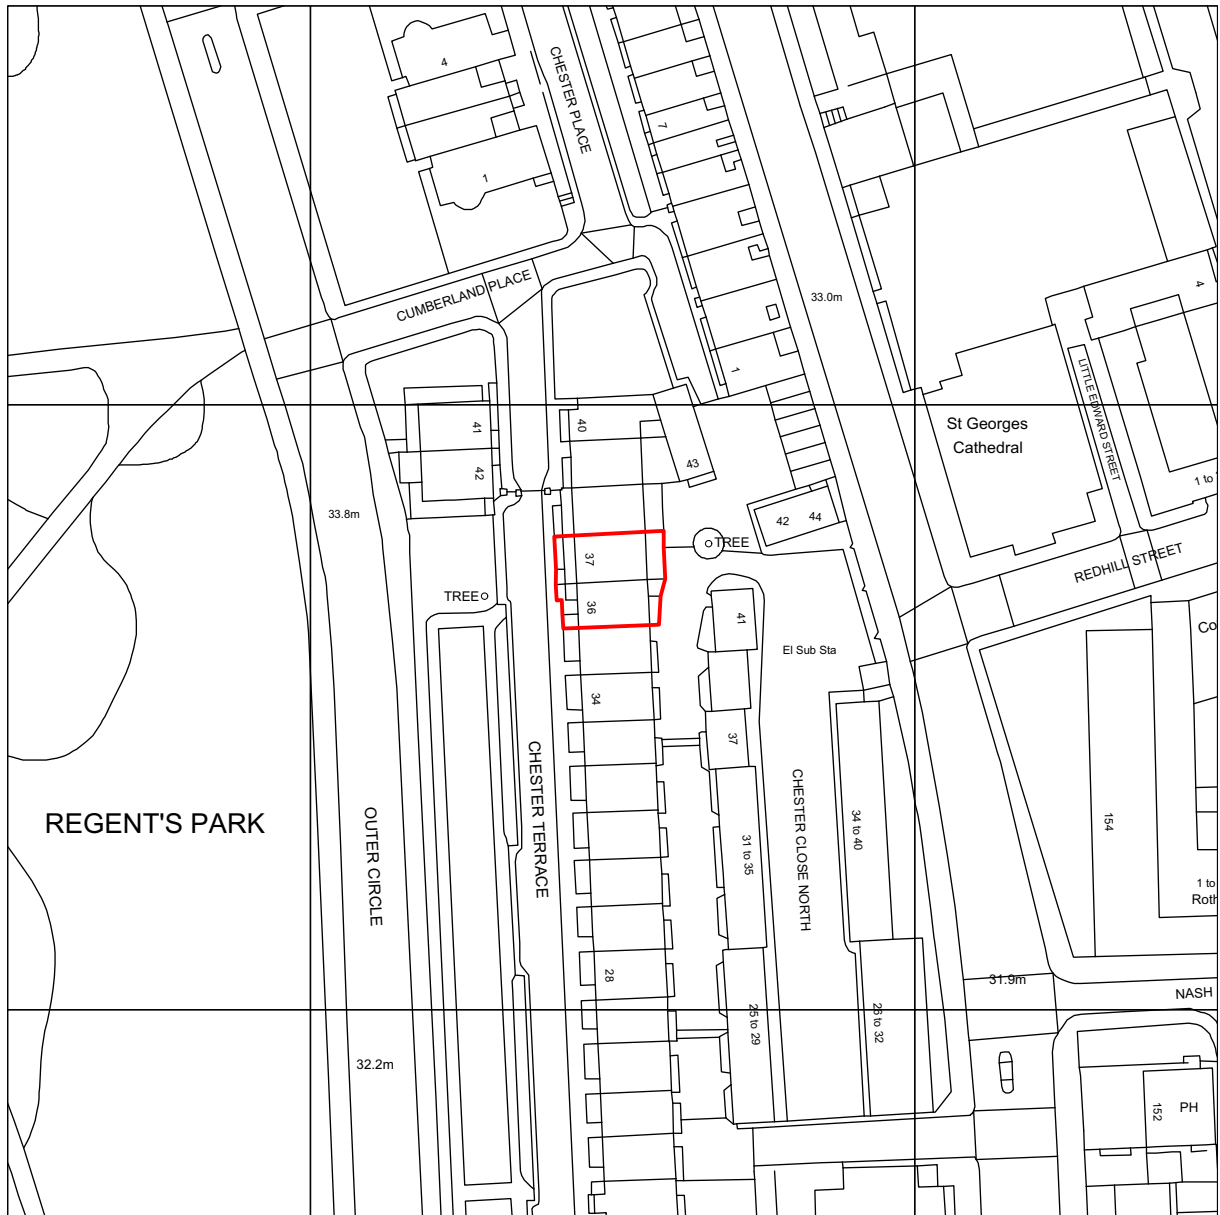 4
CHESTER PLACE
7
1
33.0m
4
CUMBERLAND PLACE
1
LITTLE EDWARD STREET
41
40
St Georges
Cathedral
42
43
1 to
33.8m
42 44
TREE
37
REDHILL STREET
TREE
36
41
Co
El Sub Sta
34
37
CHESTER TERRACE
CHESTER CLOSE NORTH
REGENT'S PARK
OUTER CIRCLE
34 to 40
154
31 to 35
1 to
Roth
28
31.9m
NASH
25 to 29
26 to 32
32.2m
152
PH